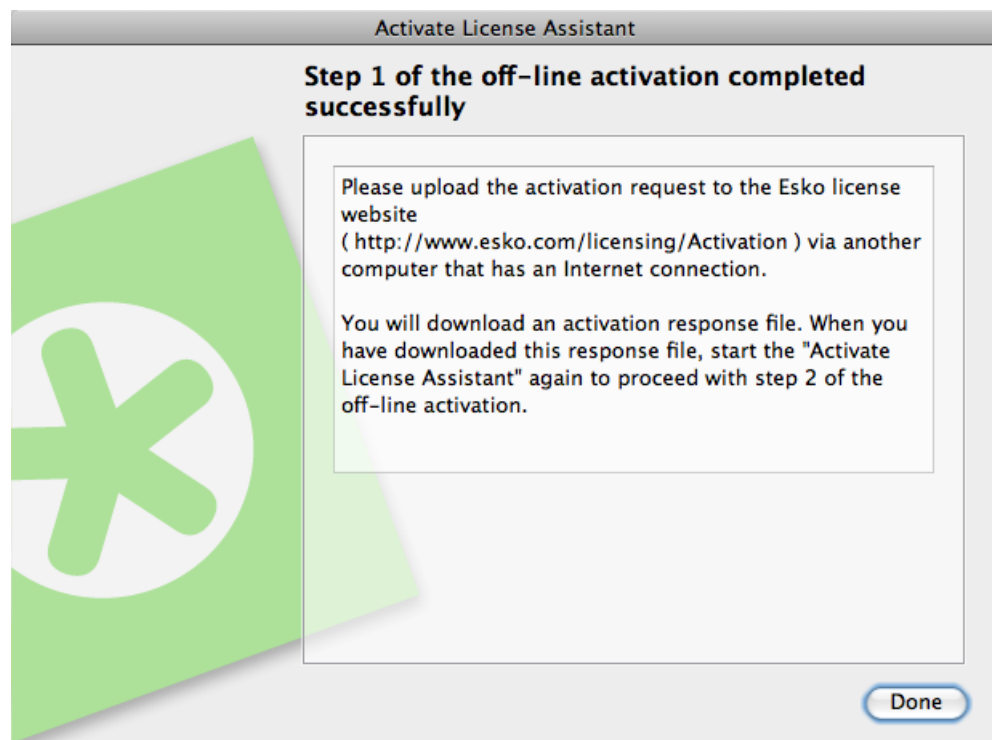 Activate License Assistant
Step 1 of the off-line activation completed
successfully
Please upload the activation request to the Esko license
website
( http://www.esko.com/licensing/Activation ) via another
computer that has an Internet connection.
You will download an activation response file. When you
have downloaded this response file, start the "Activate
License Assistant" again to proceed with step 2 of the
off-line activation.
Done